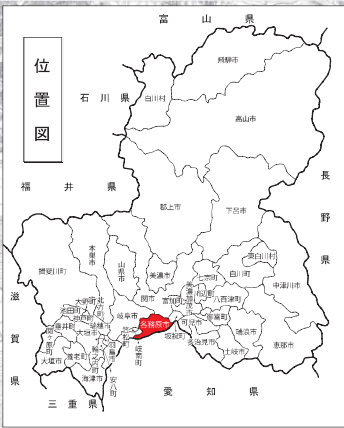 位置図
富山県
石川県
福井県
長野県
滋賀県
三重県
愛知県
飛騨市
白川村
高山市
郡上市
下呂市
本巣市
山県市
揖斐川町
美濃市
関市
七宗町
東白川村
白川町
中津川市
富加町
美濃加茂市
川辺町
八百津町
大野町
北方町
岐阜市
池田町
神戸町
瑞穂市
垂井町
関ヶ原町
大垣市
養老町
輪之内町
安八町
海津市
羽島市
笠松町
岐南町
各務原市
坂祝町
可児市
御嵩町
多治見市
土岐市
瑞浪市
恵那市